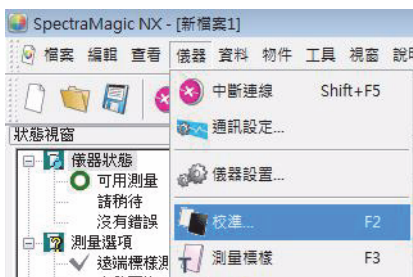 SpectraMagic NX - [新檔案1]
檔案 編輯 查看 儀器 資料 物件 工具 視窗
中斷連線 Shift+F5
通訊設定...
儀器設置...
校準... F2
測量標樣 F3
狀態視窗
儀器狀態
可用測量
請稍待
沒有錯誤
測量選項
遠端標樣測